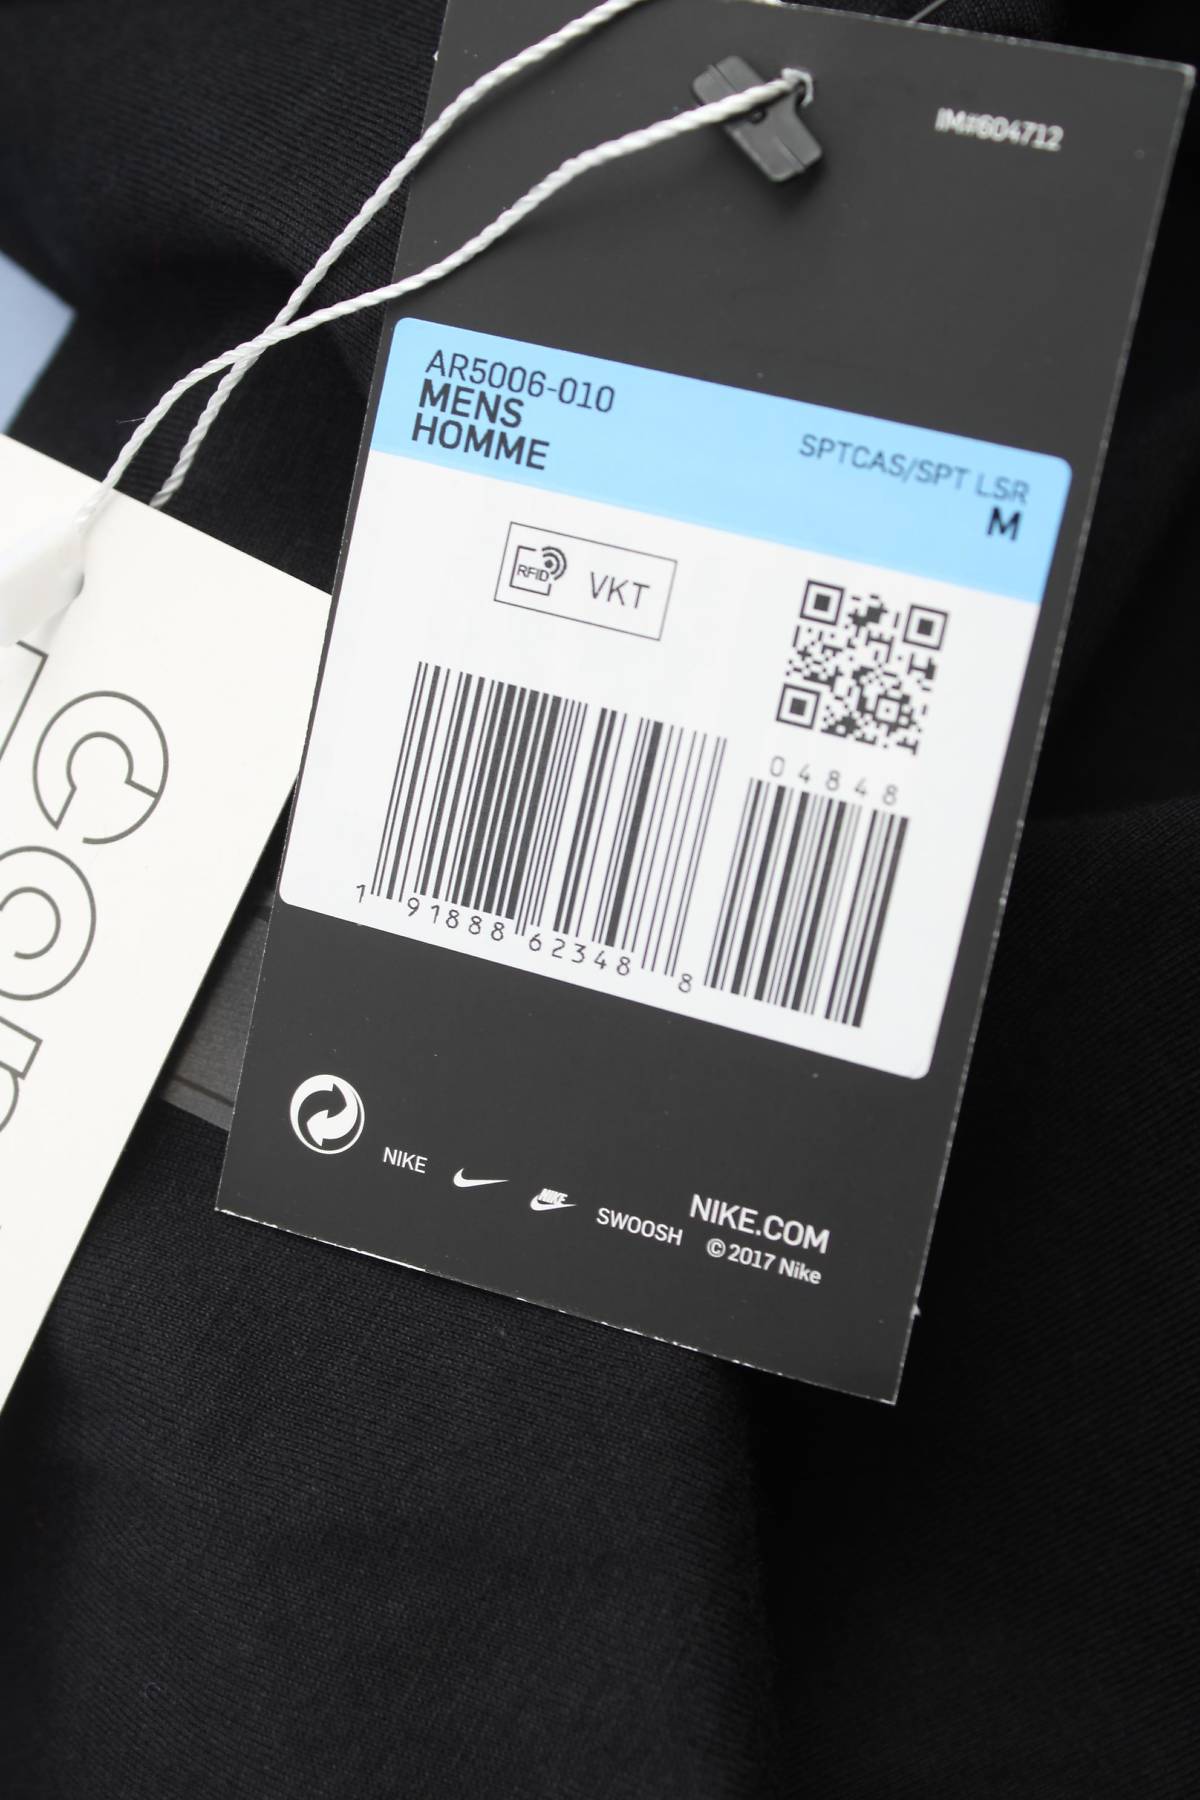 IM#604712
AR5006-010
MENS
HOMME
SPTCAS/SPT LSR
M
RFID VKT
04848
1 91888 62348 8
NIKE NIKE SWOOSH NIKE.COM
© 2017 Nike